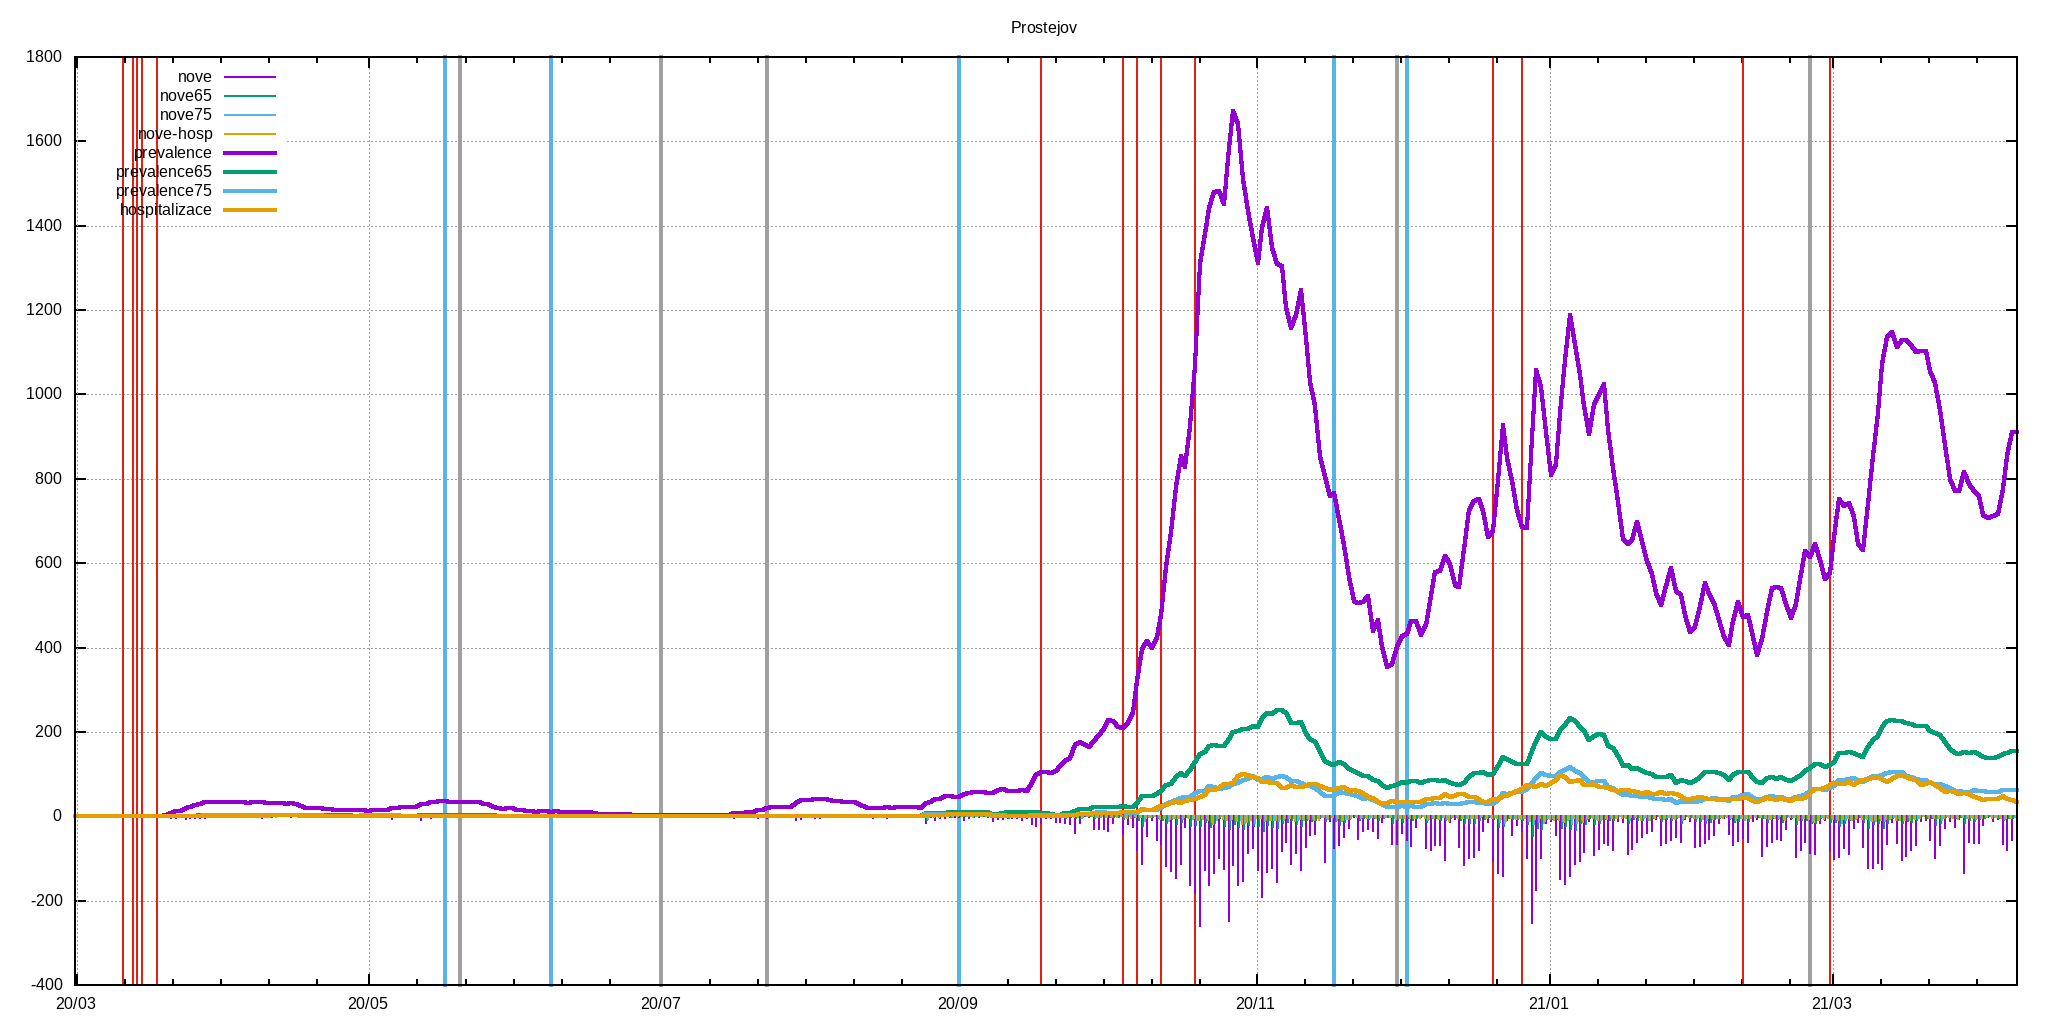 Prostejov
1800
1600
1400
1200
1000
800
600
400
200
0
-200
-400
nove
nove65
nove75
nove-hosp
prevalence
prevalence65
prevalence75
hospitalizace
20/03
20/05
20/07
20/09
20/11
21/01
21/03